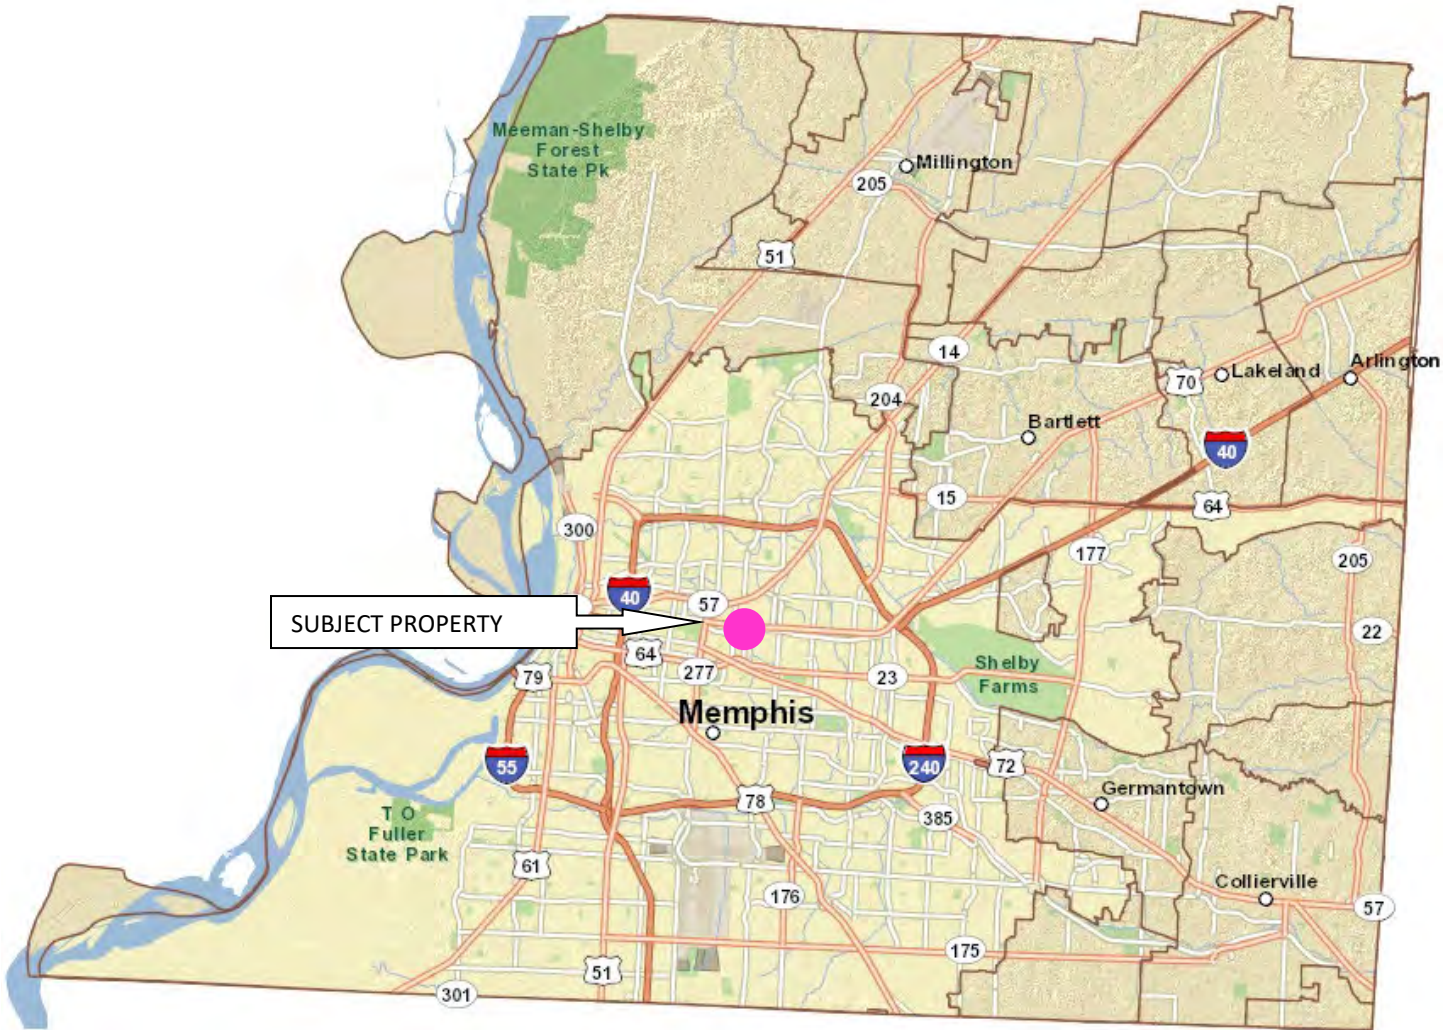 Meeman-Shelby
Forest
State Pk
Millington
205
51
14
Arlington
70
Lakeland
204
Bartlett
40
15
64
300
177
205
40
57
SUBJECT PROPERTY
22
64
277
79
23
Shelby
Farms
Memphis
55
240
72
78
Germantown
T O
Fuller
State Park
385
61
176
Collierville
57
175
51
301